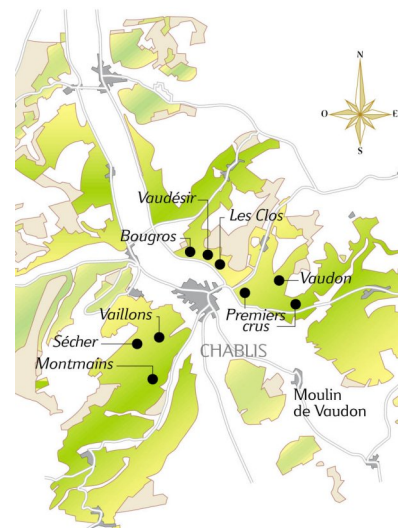 N
O
E
S
Vaudésir
Les Clos
Bougros
Vaudon
Vaillons
Premiers
crus
Sécher
CHABLIS
Montmains
Moulin
de Vaudon